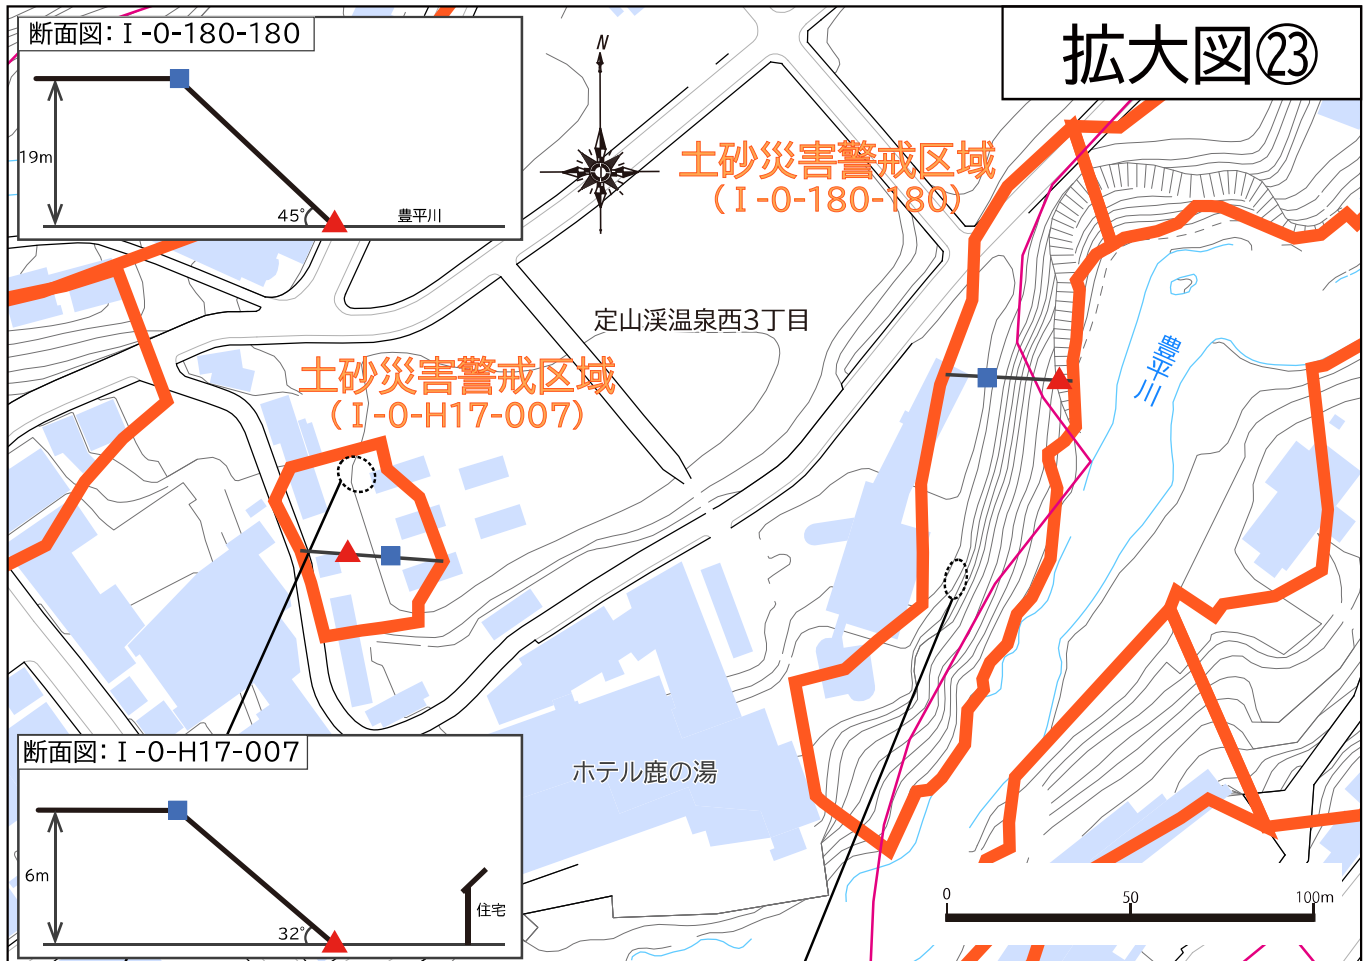 断面図：Ⅰ-0-180-180
19m
45°
豊平川
N
拡大図㉓
土砂災害警戒区域
（Ⅰ-0-180-180）
定山渓温泉西3丁目
豊平川
土砂災害警戒区域
（Ⅰ-0-H17-007）
断面図：Ⅰ-0-H17-007
6m
32°
住宅
ホテル鹿の湯
0 50 100m